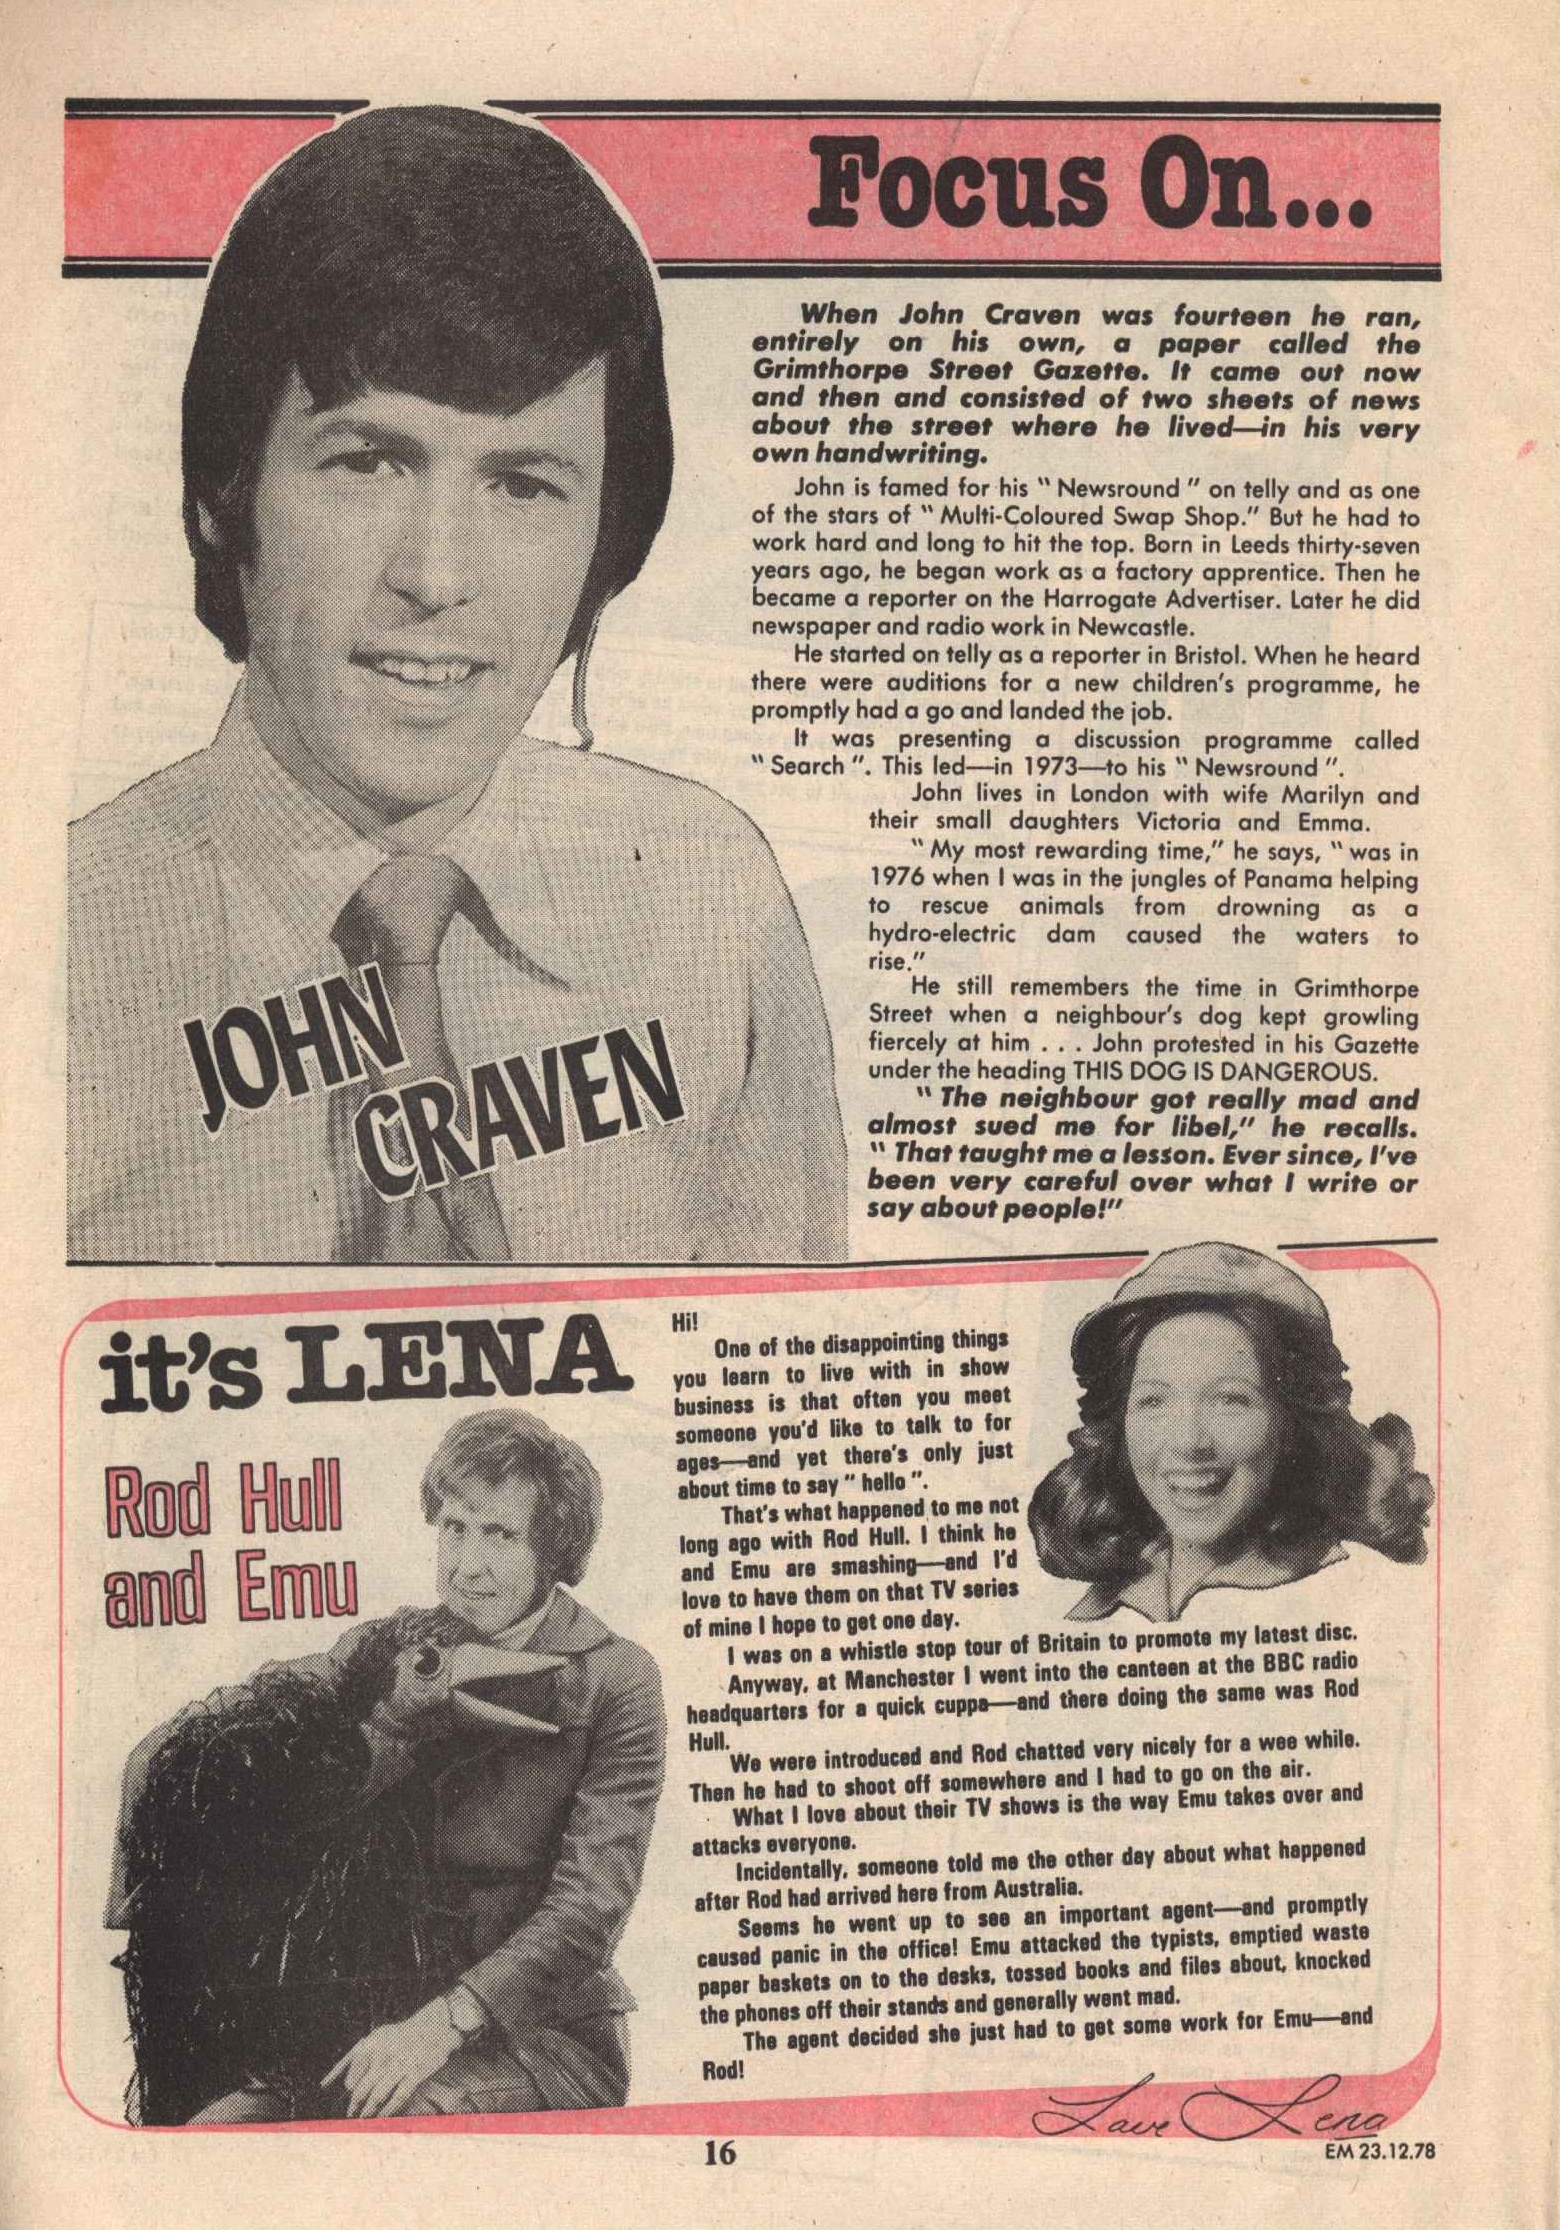 Focus On...
When John Craven was fourteen he ran,
entirely on his own, a paper called the
Grimthorpe Street Gazette. It came out now
and then and consisted of two sheets of news
about the street where he lived—in his very
own handwriting.
John is famed for his " Newsround " on telly and as one
of the stars of " Multi-Coloured Swap Shop." But he had to
work hard and long to hit the top. Born in Leeds thirty-seven
years ago, he began work as a factory apprentice. Then he
became a reporter on the Harrogate Advertiser. Later he did
newspaper and radio work in Newcastle.
He started on telly as a reporter in Bristol. When he heard
there were auditions for a new children's programme, he
promptly had a go and landed the job.
It was presenting a discussion programme called
" Search ". This led—in 1973—to his " Newsround ".
John lives in London with wife Marilyn and
their small daughters Victoria and Emma.
" My most rewarding time," he says, " was in
1976 when I was in the jungles of Panama helping
to rescue animals from drowning as a
hydro-electric dam caused the waters to
rise."
He still remembers the time in Grimthorpe
Street when a neighbour's dog kept growling
fiercely at him . . . John protested in his Gazette
under the heading THIS DOG IS DANGEROUS.
" The neighbour got really mad and
almost sued me for libel," he recalls.
" That taught me a lesson. Ever since, I've
been very careful over what I write or
say about people!"
JOHN
CRAVEN
it's LENA
Rod Hull
and Emu
Hi!
One of the disappointing things
you learn to live with in show
business is that often you meet
someone you'd like to talk to for
ages—and yet there's only just
about time to say " hello ".
That's what happened to me not
long ago with Rod Hull. I think he
and Emu are smashing—and I'd
love to have them on that TV series
of mine I hope to get one day.
I was on a whistle stop tour of Britain to promote my latest disc.
Anyway, at Manchester I went into the canteen at the BBC radio
headquarters for a quick cuppa—and there doing the same was Rod
Hull.
We were introduced and Rod chatted very nicely for a wee while.
Then he had to shoot off somewhere and I had to go on the air.
What I love about their TV shows is the way Emu takes over and
attacks everyone.
Incidentally, someone told me the other day about what happened
after Rod had arrived here from Australia.
Seems he went up to see an important agent—and promptly
caused panic in the office! Emu attacked the typists, emptied waste
paper baskets on to the desks, tossed books and files about, knocked
the phones off their stands and generally went mad.
The agent decided she just had to get some work for Emu—and
Rod!
Love Lena
16
EM 23.12.78